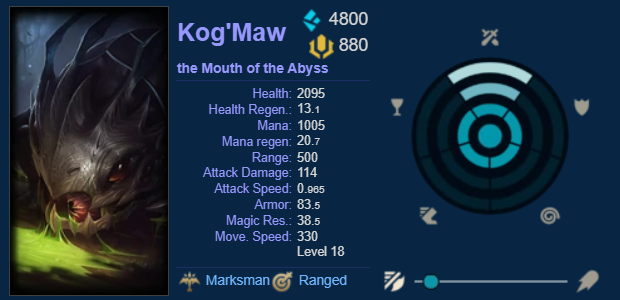 Kog'Maw
4800
880
the Mouth of the Abyss
Health: 2095
Health Regen.: 13.1
Mana: 1005
Mana regen: 20.7
Range: 500
Attack Damage: 114
Attack Speed: 0.965
Armor: 83.5
Magic Res.: 38.5
Move. Speed: 330
Level 18
Marksman Ranged